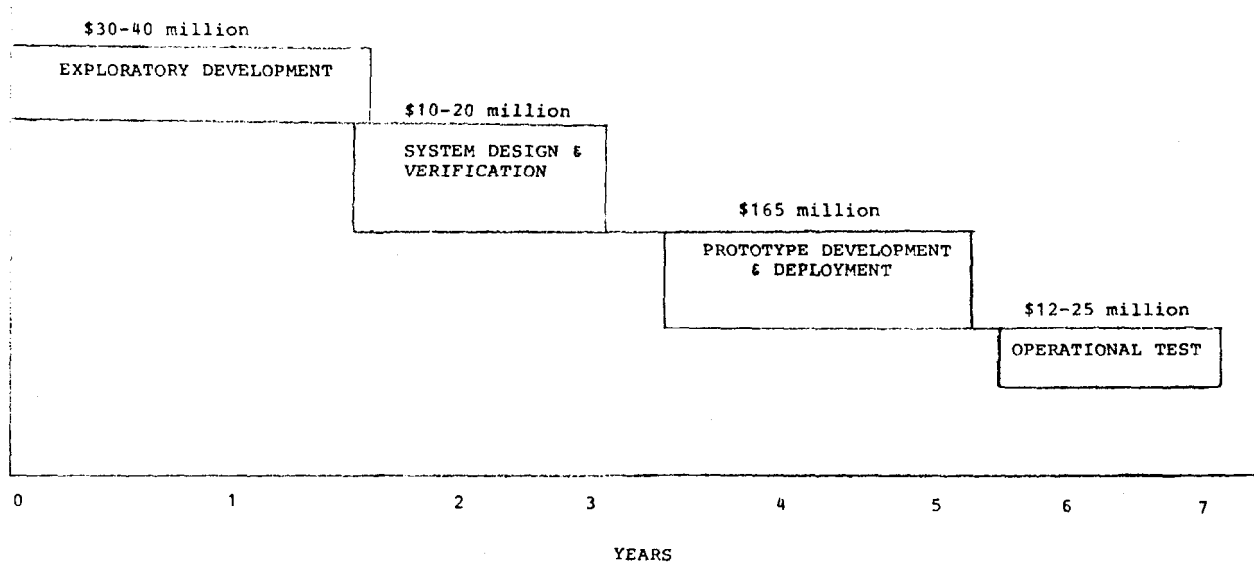 $30-40 million
EXPLORATORY DEVELOPMENT
$10-20 million
SYSTEM DESIGN &
VERIFICATION
$165 million
PROTOTYPE DEVELOPMENT
& DEPLOYMENT
$12-25 million
OPERATIONAL TEST
0 1 2 3 4 5 6 7
YEARS